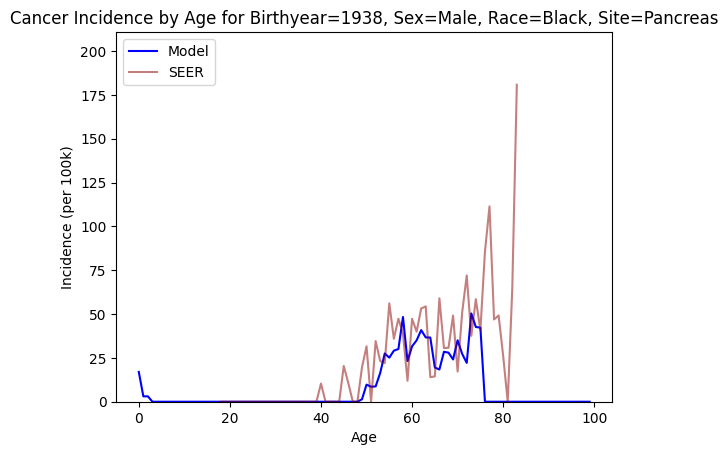 Cancer Incidence by Age for Birthyear=1938, Sex=Male, Race=Black, Site=Pancreas
Model
SEER
200
175
150
125
100
75
50
25
0
Incidence (per 100k)
0 20 40 60 80 100
Age